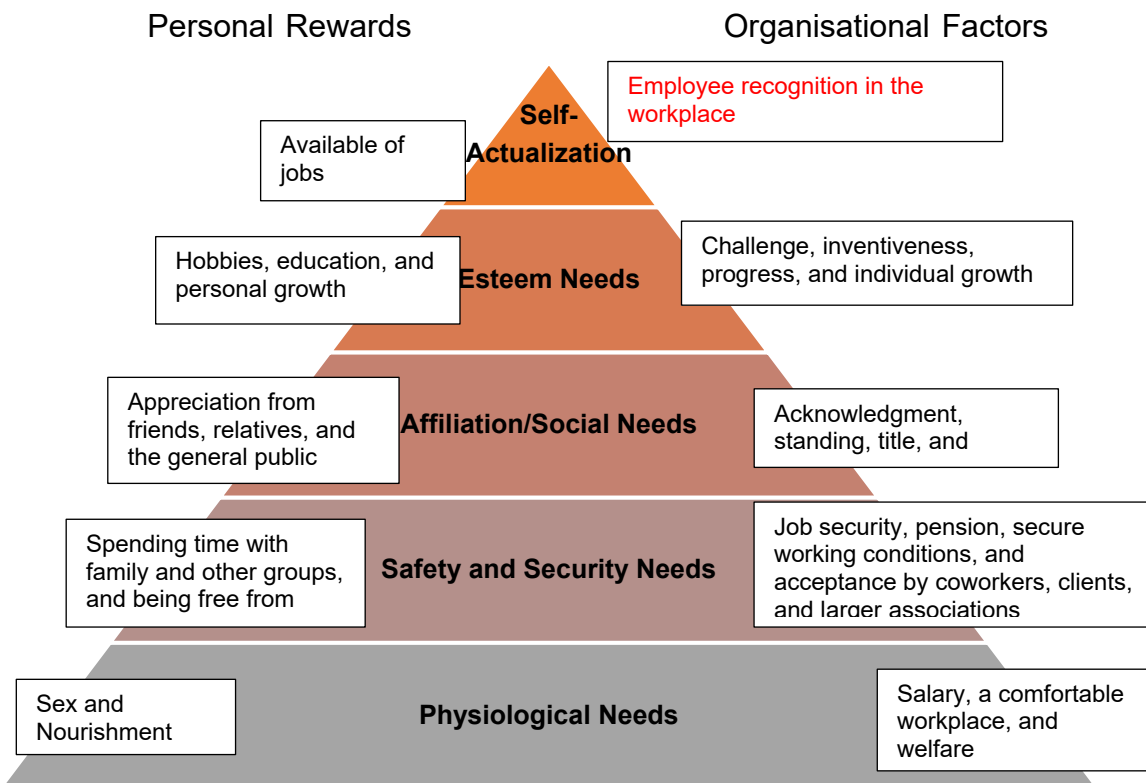 Personal Rewards
Organisational Factors
Employee recognition in the
workplace
Self-
Actualization
Available of
jobs
Hobbies, education, and
personal growth
Esteem Needs
Challenge, inventiveness,
progress, and individual growth
Appreciation from
friends, relatives, and
the general public
Affiliation/Social Needs
Acknowledgment,
standing, title, and
Spending time with
family and other groups,
and being free from
Safety and Security Needs
Job security, pension, secure
working conditions, and
acceptance by coworkers, clients,
and larger associations
Sex and
Nourishment
Physiological Needs
Salary, a comfortable
workplace, and
welfare